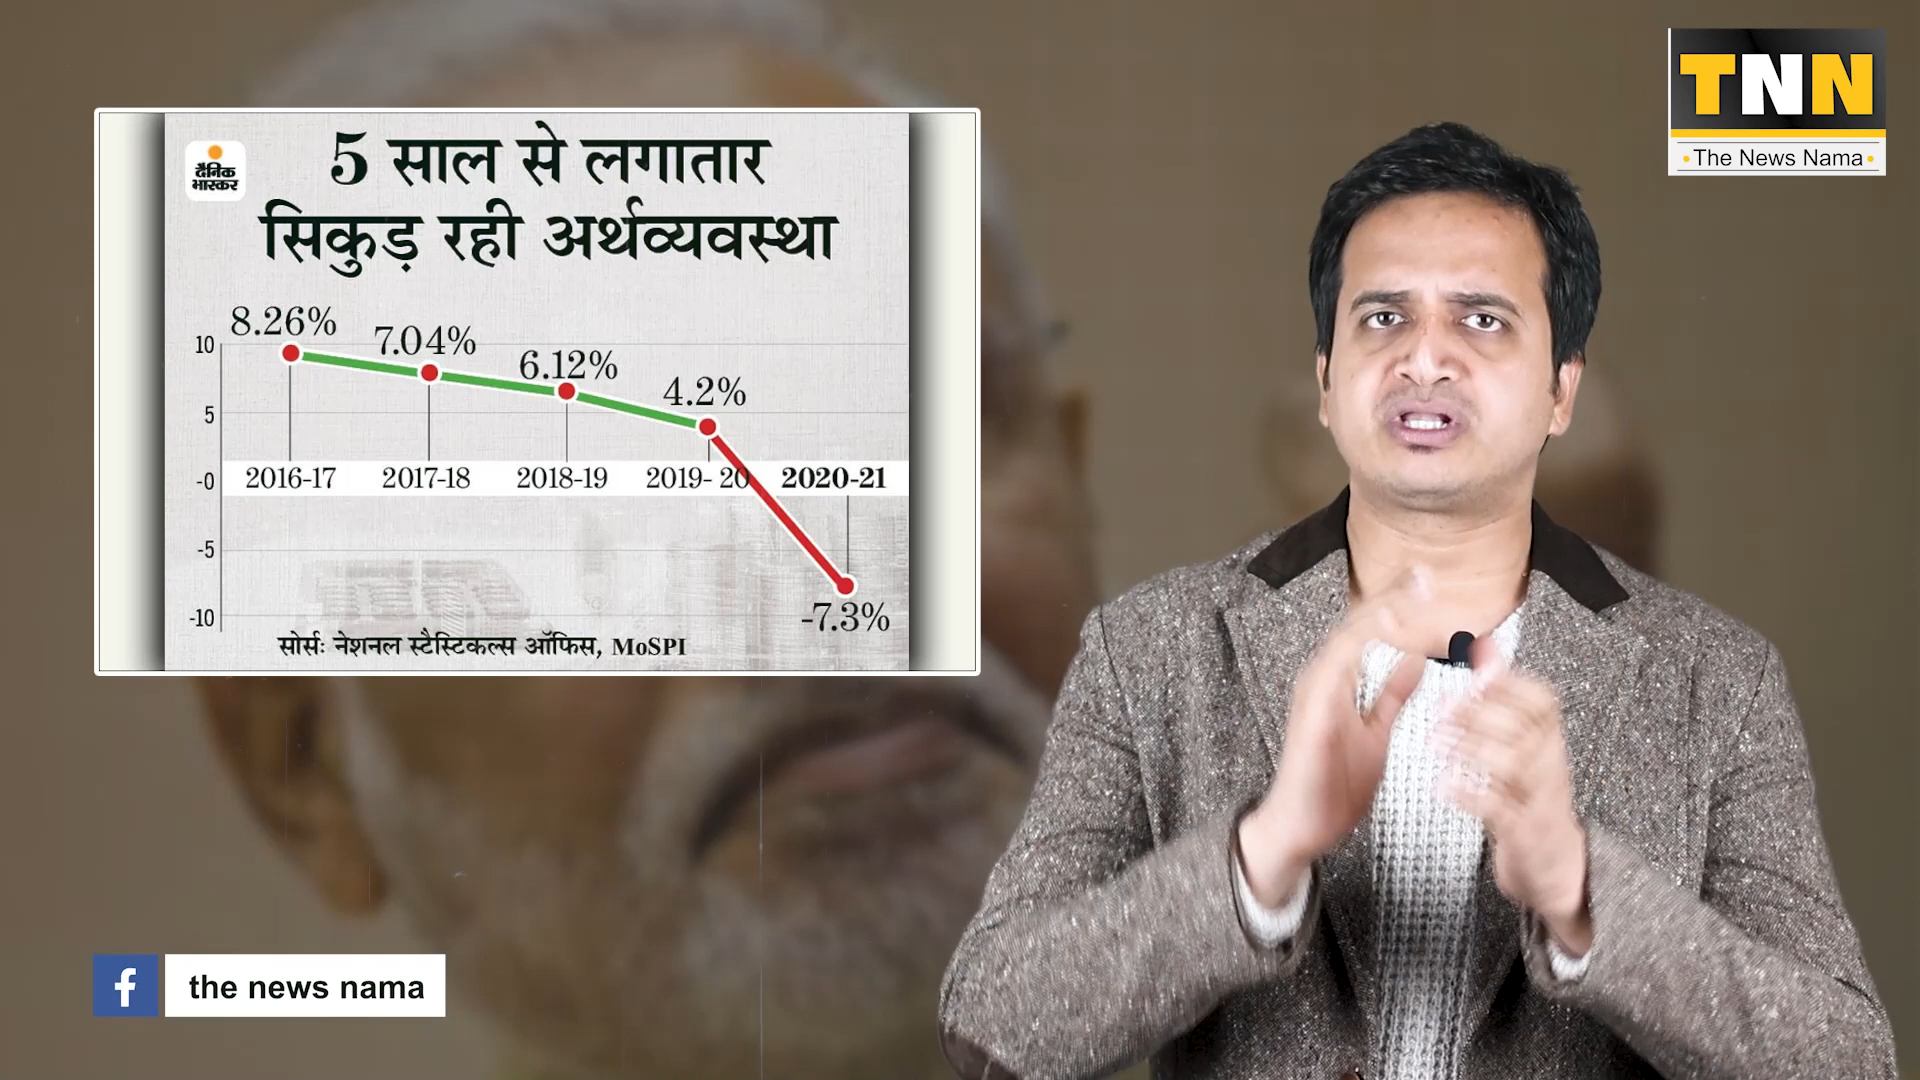 TNN
The News Nama
दैनिक
भास्कर
5 साल से लगातार
सिकुड़ रही अर्थव्यवस्था
8.26% 7.04% 6.12% 4.2%
10
5
-0 2016-17 2017-18 2018-19 2019- 20 2020-21
-5
-10 -7.3%
सोर्सः नेशनल स्टैस्टिकल्स ऑफिस, MoSPI
f the news nama